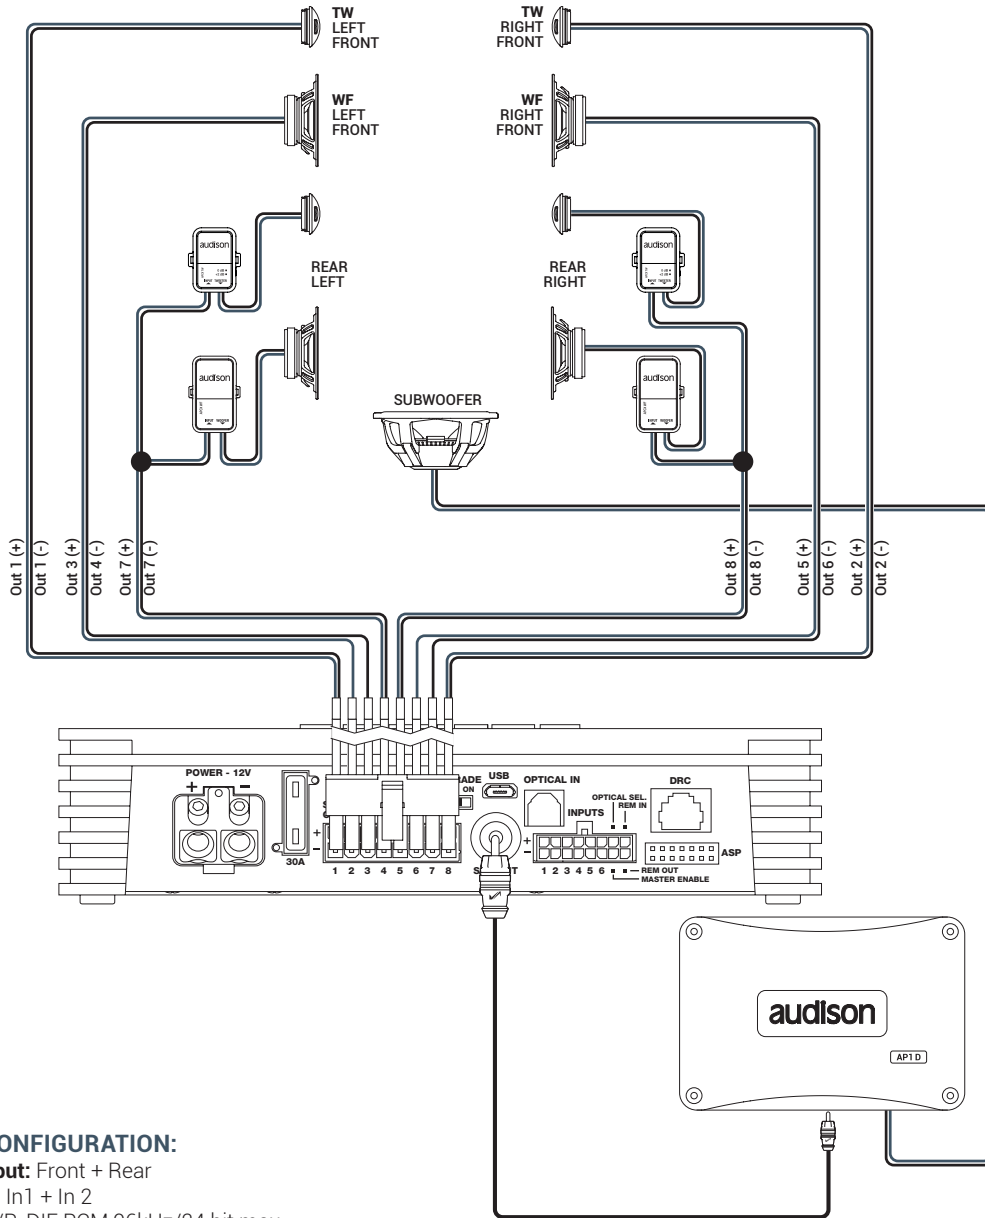 TW
LEFT
FRONT
TW
RIGHT
FRONT
WF
LEFT
FRONT
WF
RIGHT
FRONT
audison
audison
REAR
LEFT
REAR
RIGHT
audison
audison
SUBWOOFER
Out 1 (+)
Out 1 (-)
Out 3 (+)
Out 4 (-)
Out 7 (+)
Out 7 (-)
Out 8 (+)
Out 8 (-)
Out 5 (+)
Out 6 (-)
Out 2 (+)
Out 2 (-)
POWER - 12V
+ -
30A
+
-
1 2 3 4 5 6 7 8
ON
USB
OPTICAL IN
INPUTS
OPTICAL SEL.
REM IN
DRC
+
-
1 2 3 4 5 6
ASP
REM OUT
MASTER ENABLE
audison
AP1 D
ONFIGURATION:
Front + Rear
In1 + In 2